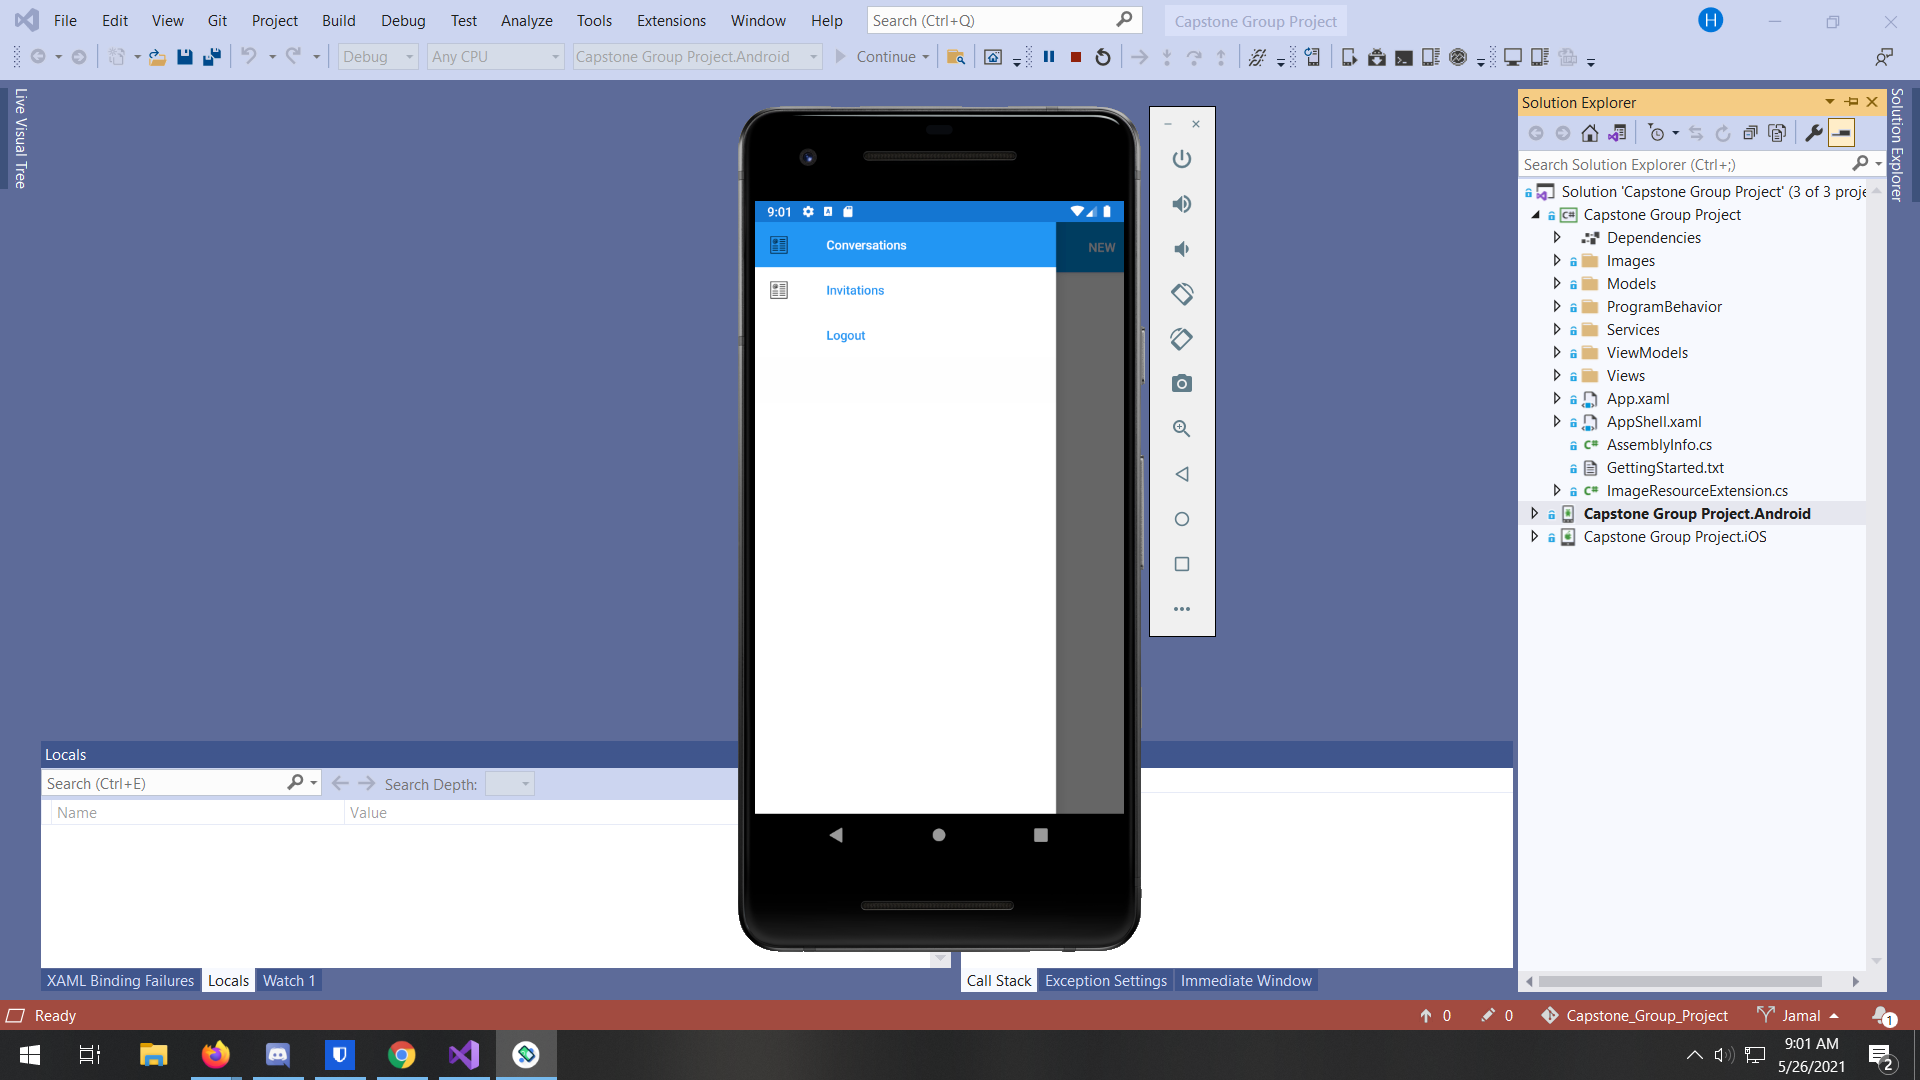 File Edit View Git Project Build Debug Test Analyze Tools Extensions Window Help Search (Ctrl+Q) Capstone Group Project H
Debug Any CPU Capstone Group Project.Android Continue
Live Visual Tree
9:01
Conversations
NEW
Invitations
Logout
Solution Explorer
Search Solution Explorer (Ctrl+;)
Solution 'Capstone Group Project' (3 of 3 proje
C# Capstone Group Project
Dependencies
Images
Models
ProgramBehavior
Services
ViewModels
Views
App.xaml
AppShell.xaml
C# AssemblyInfo.cs
GettingStarted.txt
C# ImageResourceExtension.cs
Capstone Group Project.Android
Capstone Group Project.iOS
Solution Explorer
Locals
Search (Ctrl+E) Search Depth:
Name Value
XAML Binding Failures Locals Watch 1
Call Stack Exception Settings Immediate Window
Ready 0 0 Capstone_Group_Project Jamal 1
9:01 AM
5/26/2021
2